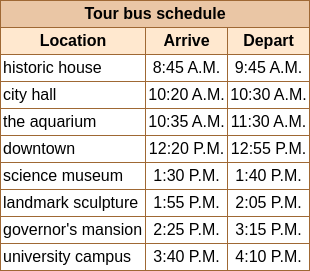 Tour bus schedule
Location Arrive Depart
historic house 8:45 A.M. 9:45 A.M.
city hall 10:20 A.M. 10:30 A.M.
the aquarium 10:35 A.M. 11:30 A.M.
downtown 12:20 P.M. 12:55 P.M.
science museum 1:30 P.M. 1:40 P.M.
landmark sculpture 1:55 P.M. 2:05 P.M.
governor's mansion 2:25 P.M. 3:15 P.M.
university campus 3:40 P.M. 4:10 P.M.